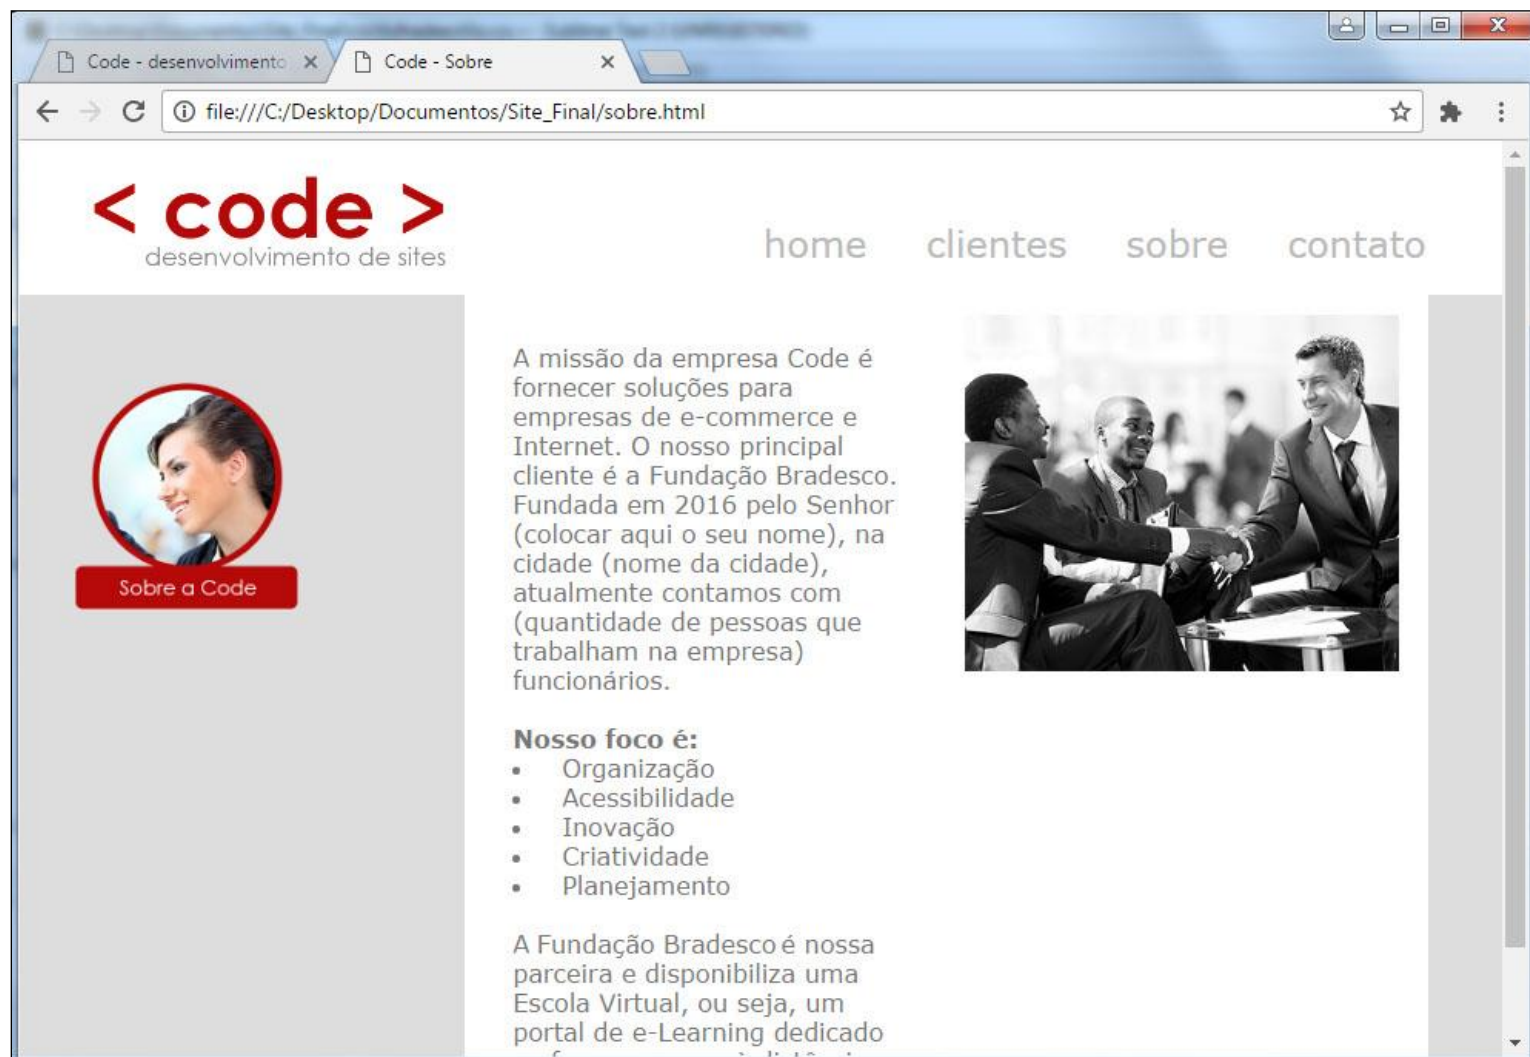 Code - desenvolvimento
Code - Sobre
file:///C:/Desktop/Documentos/Site_Final/sobre.html
< code >
desenvolvimento de sites
home clientes sobre contato
Sobre a Code
A missão da empresa Code é
fornecer soluções para
empresas de e-commerce e
Internet. O nosso principal
cliente é a Fundação Bradesco.
Fundada em 2016 pelo Senhor
(colocar aqui o seu nome), na
cidade (nome da cidade),
atualmente contamos com
(quantidade de pessoas que
trabalham na empresa)
funcionários.
Nosso foco é:
• Organização
• Acessibilidade
• Inovação
• Criatividade
• Planejamento
A Fundação Bradesco é nossa
parceira e disponibiliza uma
Escola Virtual, ou seja, um
portal de e-Learning dedicado